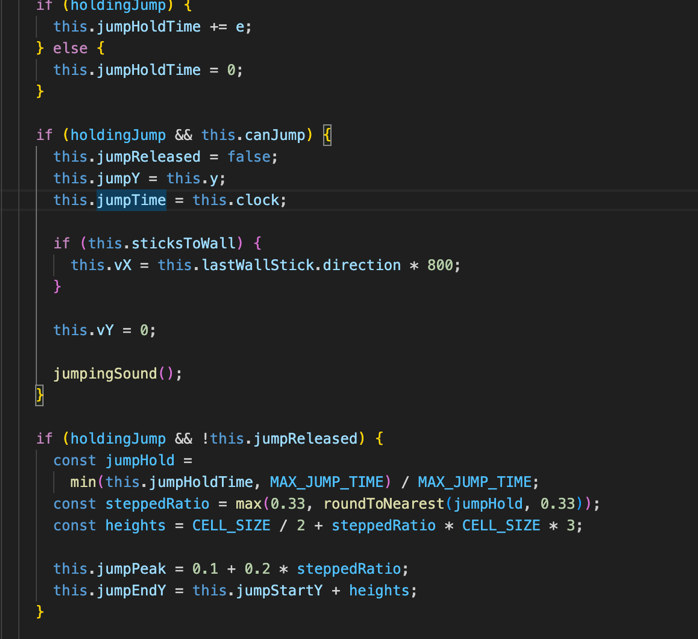 if (holdingJump) {
this.jumpHoldTime += e;
} else {
this.jumpHoldTime = 0;
}
if (holdingJump && this.canJump) {
this.jumpReleased = false;
this.jumpY = this.y;
this.jumpTime = this.clock;
if (this.sticksToWall) {
this.vX = this.lastWallStick.direction * 800;
}
this.vY = 0;
jumpingSound();
}
if (holdingJump && !this.jumpReleased) {
const jumpHold =
min(this.jumpHoldTime, MAX_JUMP_TIME) / MAX_JUMP_TIME;
const steppedRatio = max(0.33, roundToNearest(jumpHold, 0.33));
const heights = CELL_SIZE / 2 + steppedRatio * CELL_SIZE * 3;
this.jumpPeak = 0.1 + 0.2 * steppedRatio;
this.jumpEndY = this.jumpStartY + heights;
}